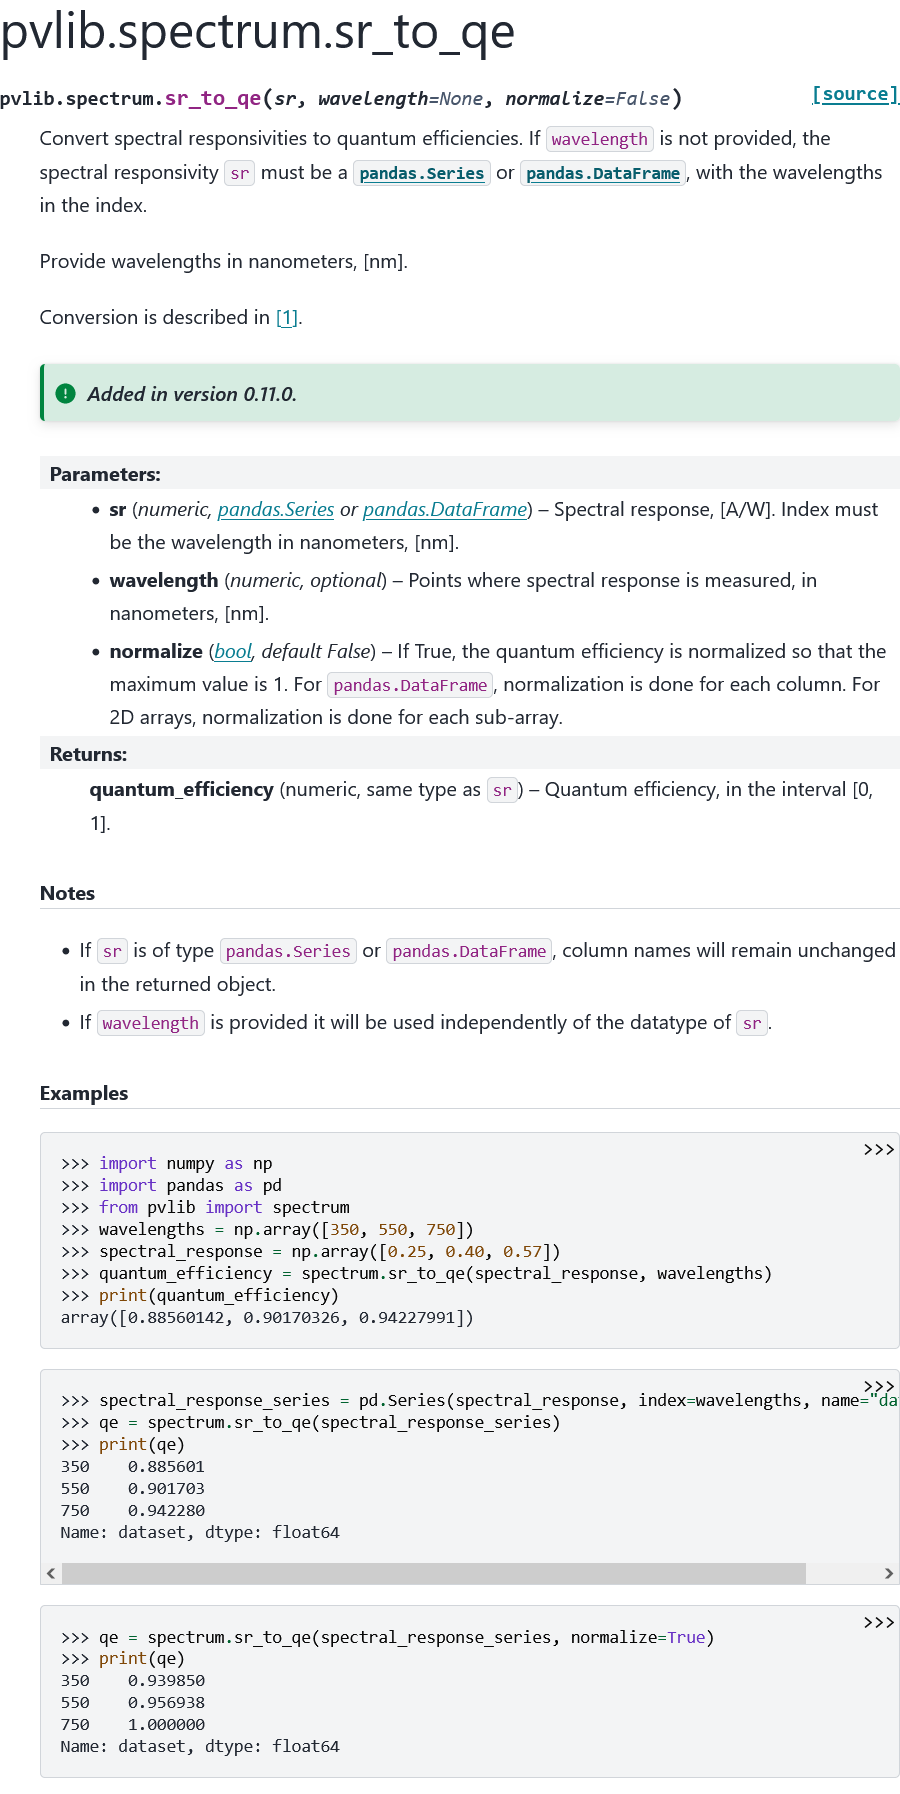 pvlib.spectrum.sr_to_qe
pvlib.spectrum.sr_to_qe(sr, wavelength=None, normalize=False)
[source]
Convert spectral responsivities to quantum efficiencies. If wavelength is not provided, the
spectral responsivity sr must be a pandas.Series or pandas.DataFrame, with the wavelengths
in the index.
Provide wavelengths in nanometers, [nm].
Conversion is described in [1].
Added in version 0.11.0.
Parameters:
• sr (numeric, pandas.Series or pandas.DataFrame) – Spectral response, [A/W]. Index must
be the wavelength in nanometers, [nm].
• wavelength (numeric, optional) – Points where spectral response is measured, in
nanometers, [nm].
• normalize (bool, default False) – If True, the quantum efficiency is normalized so that the
maximum value is 1. For pandas.DataFrame, normalization is done for each column. For
2D arrays, normalization is done for each sub-array.
Returns:
quantum_efficiency (numeric, same type as sr) – Quantum efficiency, in the interval [0,
1].
Notes
• If sr is of type pandas.Series or pandas.DataFrame, column names will remain unchanged
in the returned object.
• If wavelength is provided it will be used independently of the datatype of sr.
Examples
>>>
>>> import numpy as np
>>> import pandas as pd
>>> from pvlib import spectrum
>>> wavelengths = np.array([350, 550, 750])
>>> spectral_response = np.array([0.25, 0.40, 0.57])
>>> quantum_efficiency = spectrum.sr_to_qe(spectral_response, wavelengths)
>>> print(quantum_efficiency)
array([0.88560142, 0.90170326, 0.94227991])
>>>
>>> spectral_response_series = pd.Series(spectral_response, index=wavelengths, name="da
>>> qe = spectrum.sr_to_qe(spectral_response_series)
>>> print(qe)
350    0.885601
550    0.901703
750    0.942280
Name: dataset, dtype: float64
>>>
>>> qe = spectrum.sr_to_qe(spectral_response_series, normalize=True)
>>> print(qe)
350    0.939850
550    0.956938
750    1.000000
Name: dataset, dtype: float64